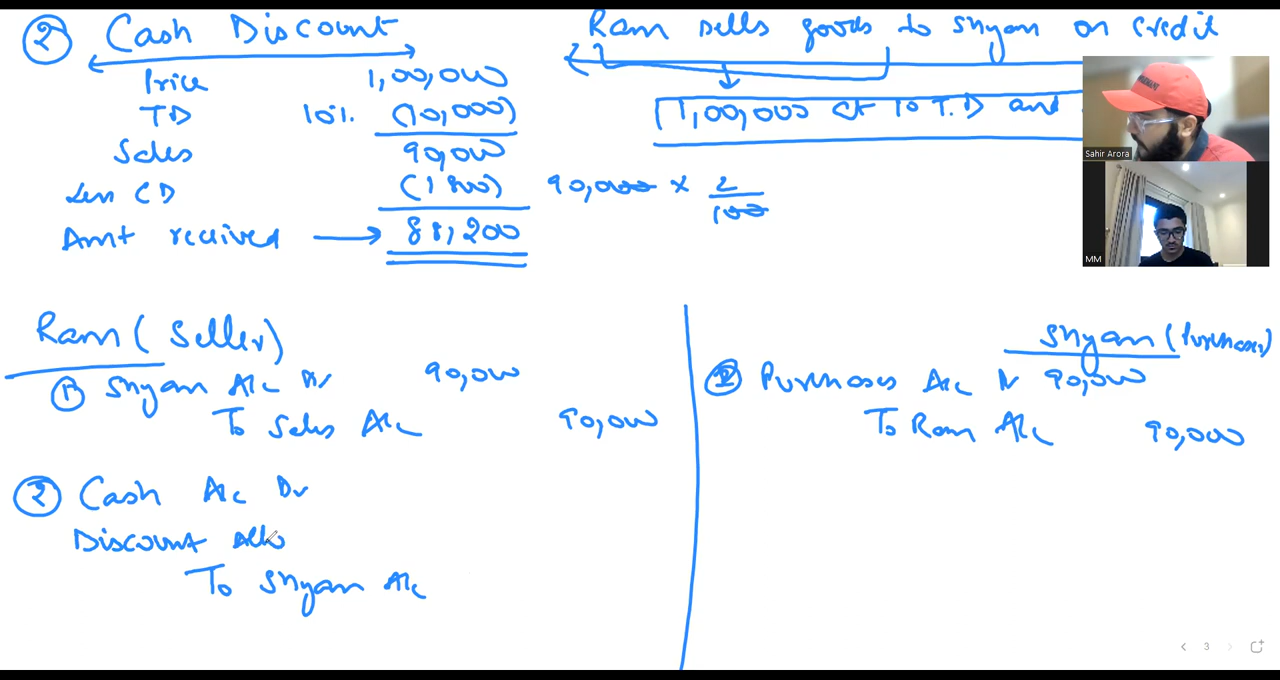 ② Cash Discount
Ram sells goods to Shyam on credit
Price 1,00,000
TD 10% (10,000)
1,00,000 at 10 T.D and
Sales 90,000
Less CD (1800) 90,000 × 2/100
Amt received → 88,200
Sahir Arora
MM
Ram (Seller)
① Shyam A/c Dr 90,000
To Sales A/c 90,000
② Cash A/c Dr
Discount Allo
To Shyam A/c
Shyam (Purchaser)
① Purchases A/c Dr 90,000
To Ram A/c 90,000
3